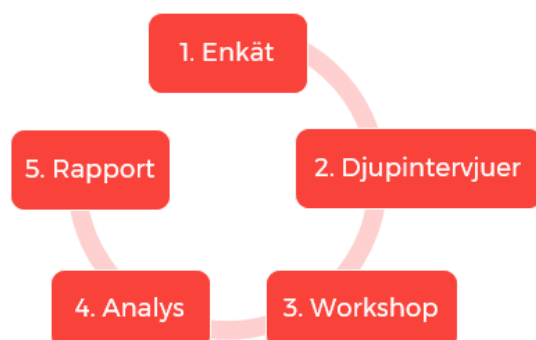 1. Enkät
2. Djupintervjuer
3. Workshop
4. Analys
5. Rapport